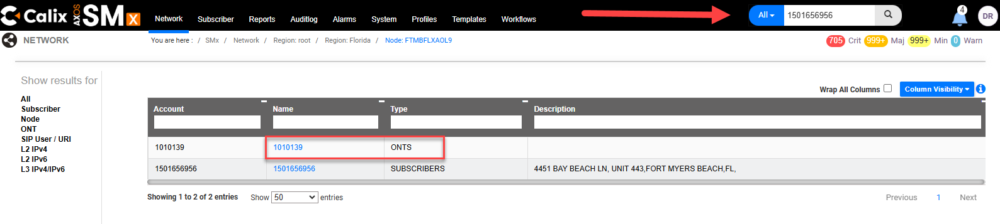 Calix AXOS SMx Network Subscriber Reports Auditlog Alarms System Profiles Templates Workflows All 1501656956 4 DR
NETWORK You are here : / SMx / Network / Region: root / Region: Florida / Node: FTMBFLXAOL9 705 Crit 999+ Maj 999+ Min 0 Warn
Show results for
All
Subscriber
Node
ONT
SIP User / URI
L2 IPv4
L2 IPv6
L3 IPv4/IPv6
Wrap All Columns Column Visibility
Account Name Type Description
1010139 1010139 ONTS
1501656956 1501656956 SUBSCRIBERS 4451 BAY BEACH LN, UNIT 443,FORT MYERS BEACH,FL,
Showing 1 to 2 of 2 entries Show 50 entries Previous 1 Next